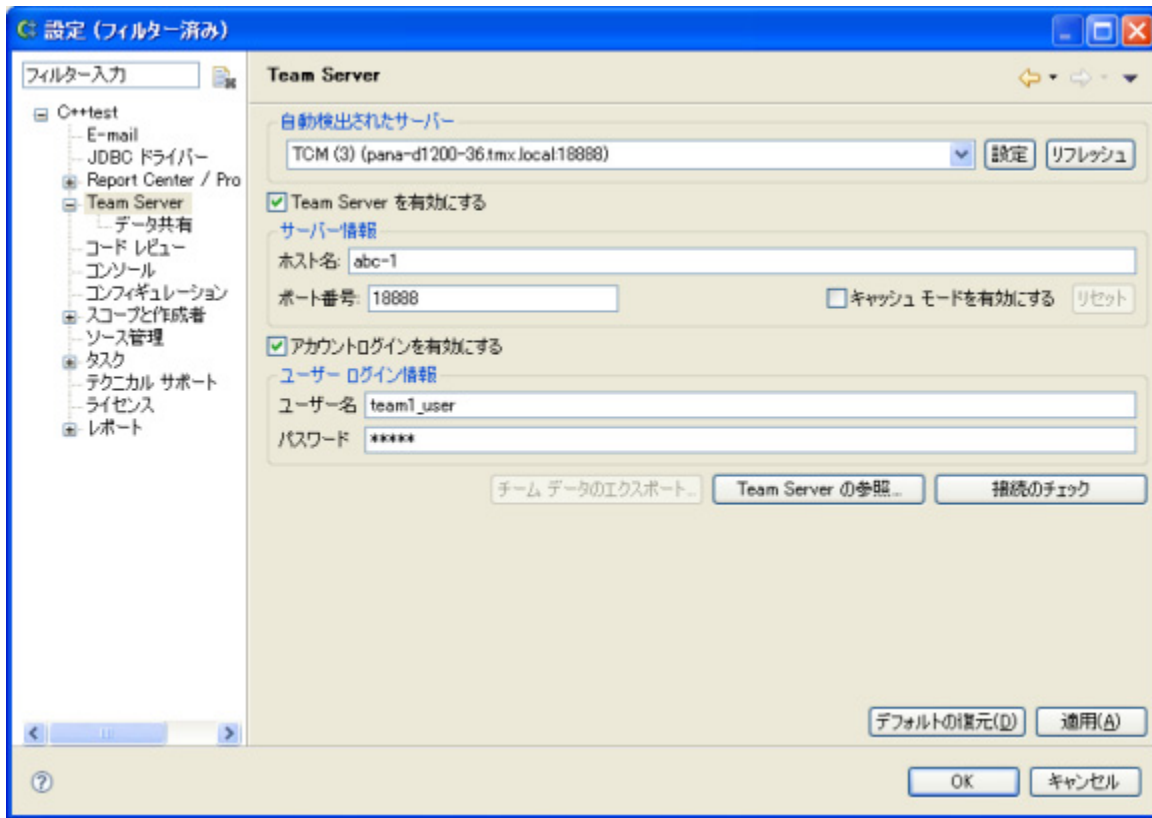 設定 (フィルター済み)
フィルター入力
C++test
E-mail
JDBC ドライバー
Report Center / Pro
Team Server
データ共有
コード レビュー
コンソール
コンフィギュレーション
スコープと作成者
ソース管理
タスク
テクニカル サポート
ライセンス
レポート
Team Server
自動検出されたサーバー
TCM (3) (pana-d1200-36.tmx.local:18888)
設定
リフレッシュ
Team Server を有効にする
サーバー情報
ホスト名: abc-1
ポート番号: 18888
キャッシュ モードを有効にする
リセット
アカウントログインを有効にする
ユーザー ログイン情報
ユーザー名 team1_user
パスワード *****
チーム データのエクスポート...
Team Server の参照...
接続のチェック
デフォルトの復元(D)
適用(A)
OK
キャンセル